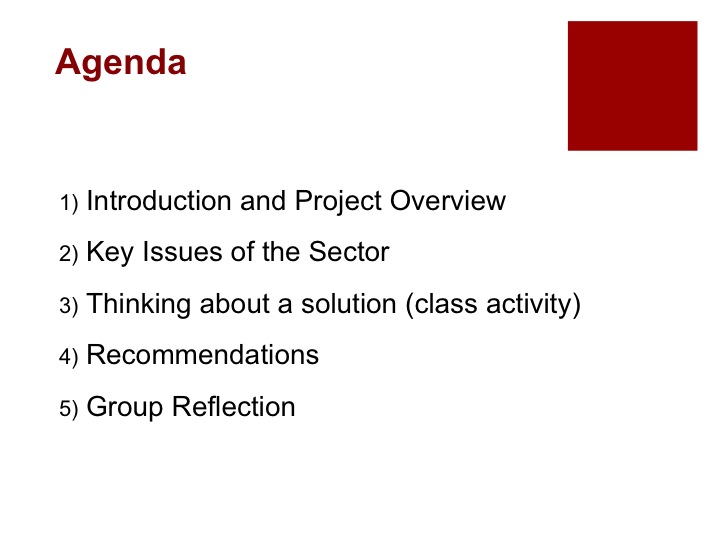 Agenda
1) Introduction and Project Overview
2) Key Issues of the Sector
3) Thinking about a solution (class activity)
4) Recommendations
5) Group Reflection